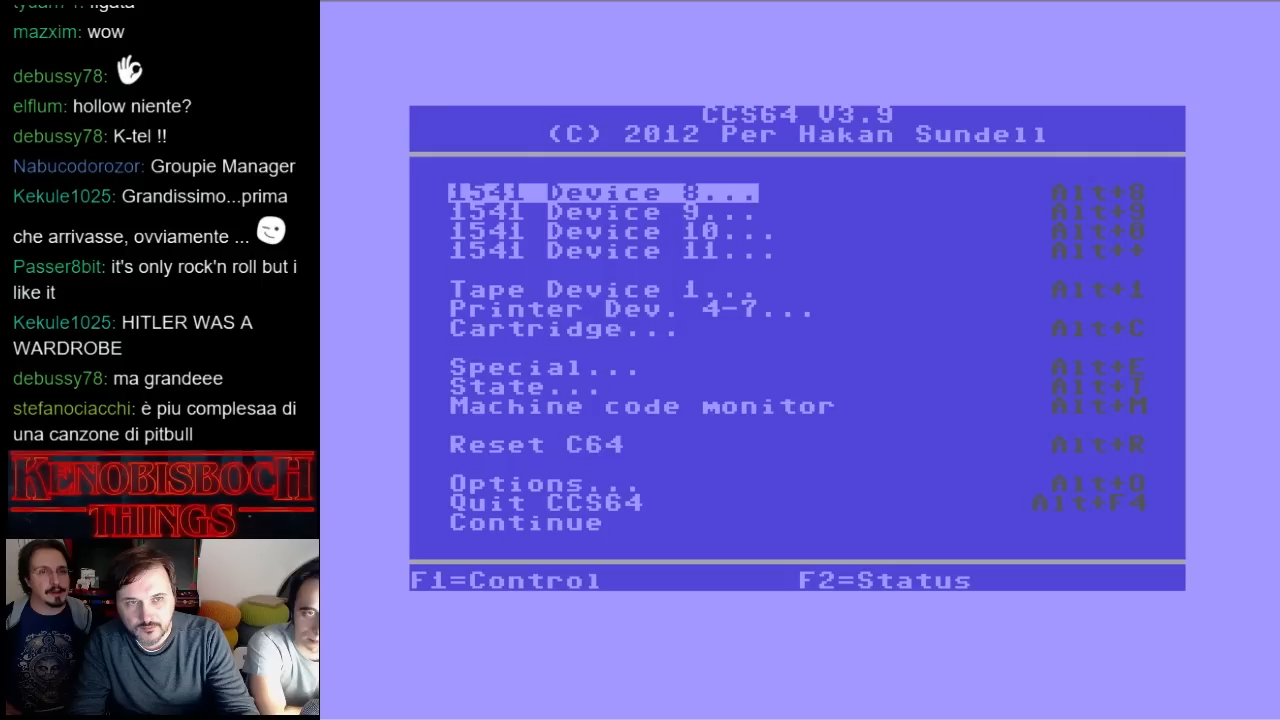 mazxim: wow
debussy78:
elflum: hollow niente?
debussy78: K-tel !!
Nabucodorozor: Groupie Manager
Kekule1025: Grandissimo...prima
che arrivasse, ovviamente ...
Passer8bit: it's only rock'n roll but i
like it
Kekule1025: HITLER WAS A
WARDROBE
debussy78: ma grandeee
stefanociacchi: è piu complesaa di
una canzone di pitbull
KENOBISBOCH
THINGS
CCS64 V3.9
(C) 2012 Per Hakan Sundell
1541 Device 8... Alt+8
1541 Device 9... Alt+9
1541 Device 10... Alt+0
1541 Device 11... Alt++
Tape Device 1... Alt+1
Printer Dev. 4-7...
Cartridge... Alt+C
Special... Alt+E
State... Alt+T
Machine code monitor Alt+M
Reset C64 Alt+R
Options... Alt+O
Quit CCS64 Alt+F4
Continue
F1=Control F2=Status